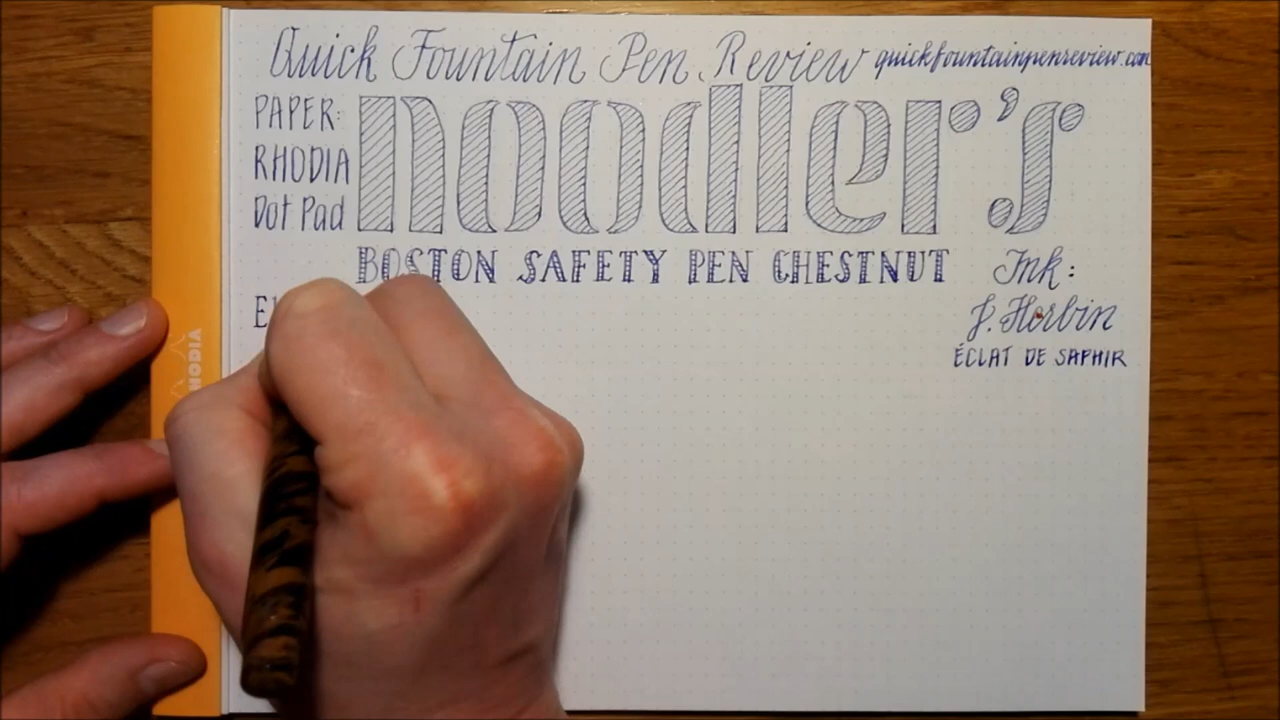 Quick Fountain Pen Review quickfountainpenreview.com
PAPER:
RHODIA
Dot Pad
noodler's
BOSTON SAFETY PEN CHESTNUT
Ink:
J. Herbin
ÉCLAT DE SAPHIR